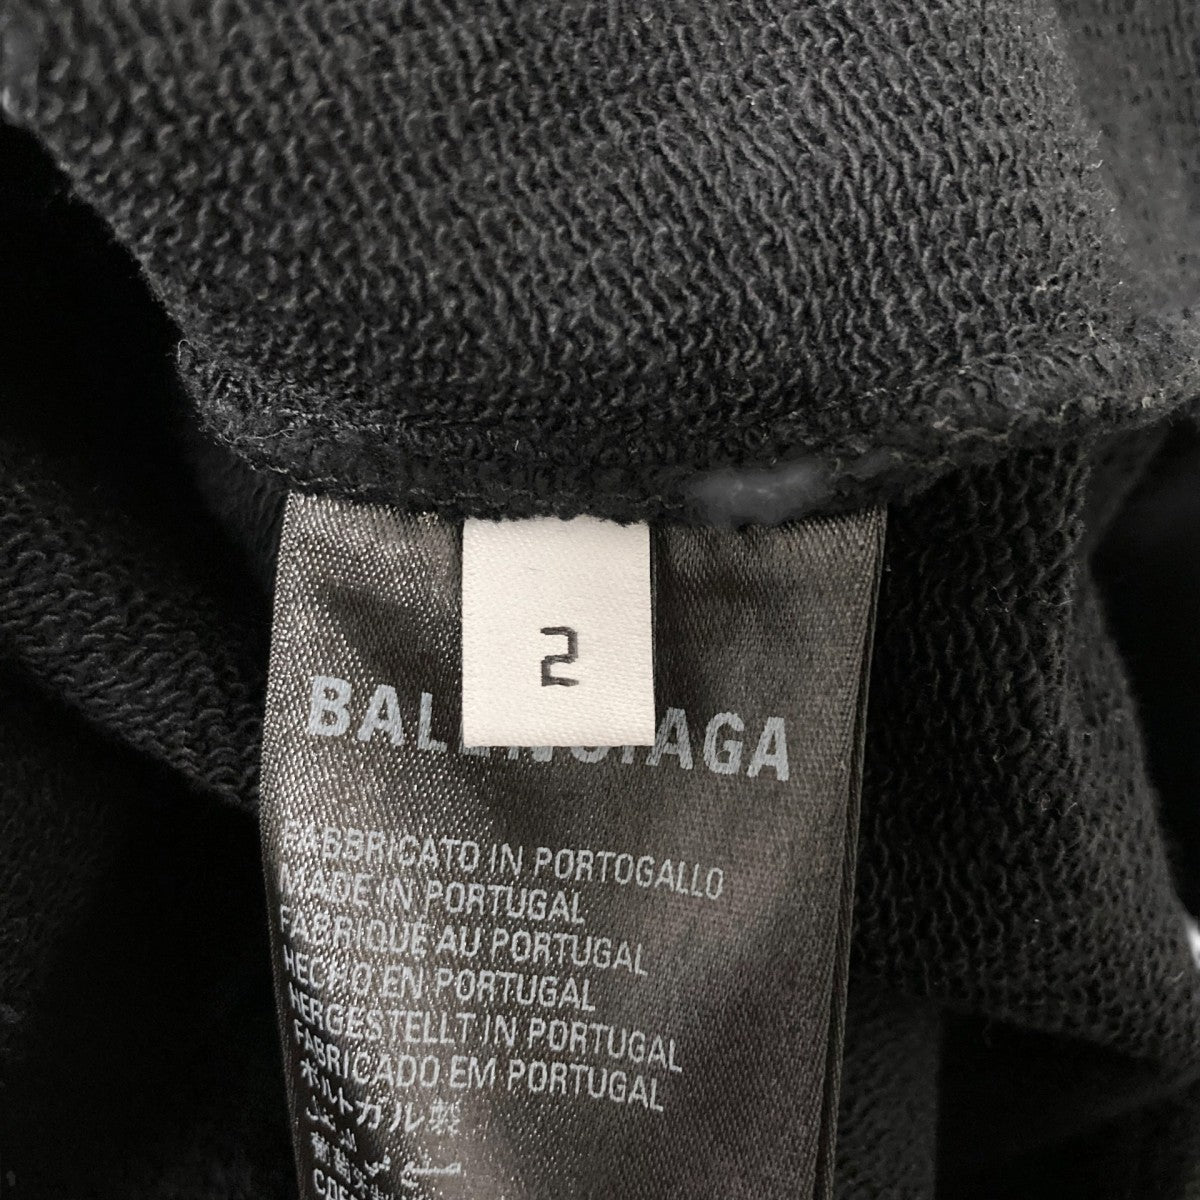 2
BALENCIAGA
FABBRICATO IN PORTOGALLO
MADE IN PORTUGAL
FABRIQUÉ AU PORTUGAL
HECHO EN PORTUGAL
HERGESTELLT IN PORTUGAL
FABRICADO EM PORTUGAL
ポルトガル製